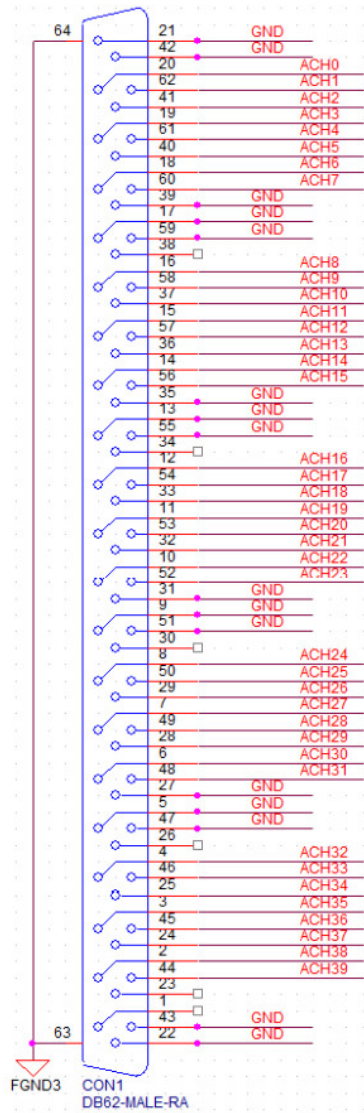 64 21 GND
42 GND
20 ACH0
62 ACH1
41 ACH2
19 ACH3
61 ACH4
40 ACH5
18 ACH6
60 ACH7
39 GND
17 GND
59 GND
38
16 ACH8
58 ACH9
37 ACH10
15 ACH11
57 ACH12
36 ACH13
14 ACH14
56 ACH15
35 GND
13 GND
55 GND
34
12 ACH16
54 ACH17
33 ACH18
11 ACH19
53 ACH20
32 ACH21
10 ACH22
52 ACH23
31 GND
9 GND
51 GND
30
8 ACH24
50 ACH25
29 ACH26
7 ACH27
49 ACH28
28 ACH29
6 ACH30
48 ACH31
27 GND
5 GND
47 GND
26
4 ACH32
46 ACH33
25 ACH34
3 ACH35
45 ACH36
24 ACH37
2 ACH38
44 ACH39
23
1
43 GND
63 22 GND
FGND3 CON1
DB62-MALE-RA